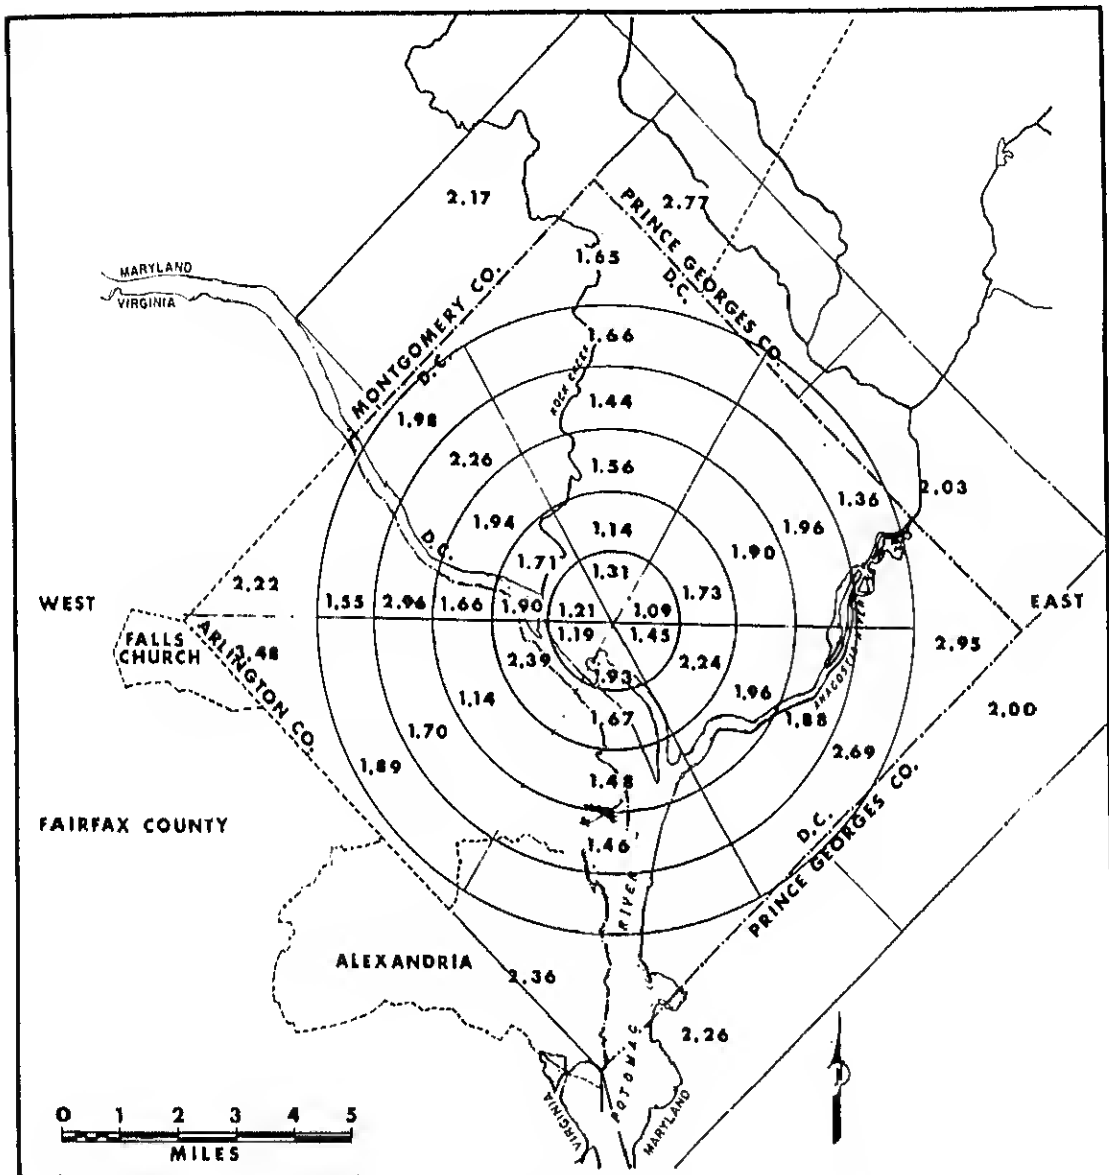 2.17
2.77
PRINCE GEORGES CO.
D.C.
1.65
MARYLAND
VIRGINIA
MONTGOMERY CO.
D.C.
1.66
ROCK CREEK
1.98
1.44
2.26
1.56
1.36
2.03
1.94
1.14
1.90
1.96
D.C.
1.71
1.31
1.73
2.22
WEST
1.55
2.96
1.66
1.90
1.21
1.09
EAST
FALLS
CHURCH
2.48
ARLINGTON CO.
2.39
1.19
1.45
2.24
2.95
1.93
ANACOSTIA RIVER
1.14
1.67
1.96
2.00
1.70
1.88
1.89
1.48
2.69
FAIRFAX COUNTY
1.46
D.C.
PRINCE GEORGES CO.
RIVER
ALEXANDRIA
2.36
2.26
POTOMAC
VIRGINIA
MARYLAND
0 1 2 3 4 5
MILES